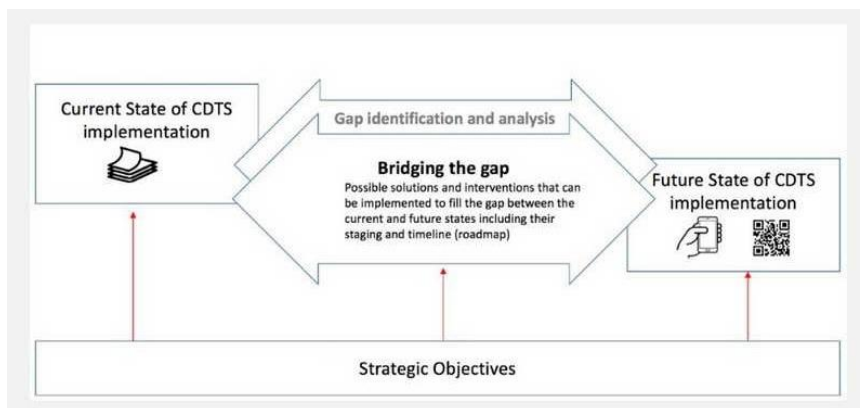 Current State of CDTS
implementation
Gap identification and analysis
Bridging the gap
Possible solutions and interventions that can
be implemented to fill the gap between the
current and future states including their
staging and timeline (roadmap)
Future State of CDTS
implementation
Strategic Objectives